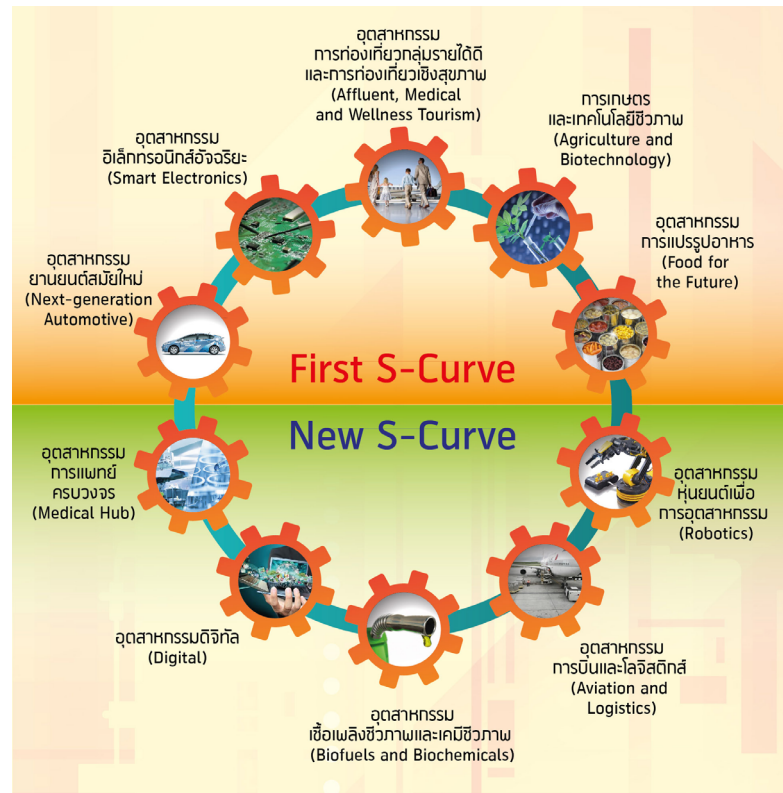 อุตสาหกรรม
การท่องเที่ยวกลุ่มรายได้ดี
และการท่องเที่ยวเชิงสุขภาพ
(Affluent, Medical
and Wellness Tourism)
การเกษตร
และเทคโนโลยีชีวภาพ
(Agriculture and
Biotechnology)
อุตสาหกรรม
อิเล็กทรอนิกส์อัจฉริยะ
(Smart Electronics)
อุตสาหกรรม
การแปรรูปอาหาร
(Food for
the Future)
อุตสาหกรรม
ยานยนต์สมัยใหม่
(Next-generation
Automotive)
First S-Curve
New S-Curve
อุตสาหกรรม
การแพทย์
ครบวงจร
(Medical Hub)
อุตสาหกรรม
หุ่นยนต์เพื่อ
การอุตสาหกรรม
(Robotics)
อุตสาหกรรมดิจิทัล
(Digital)
อุตสาหกรรม
การบินและโลจิสติกส์
(Aviation and
Logistics)
อุตสาหกรรม
เชื้อเพลิงชีวภาพและเคมีชีวภาพ
(Biofuels and Biochemicals)